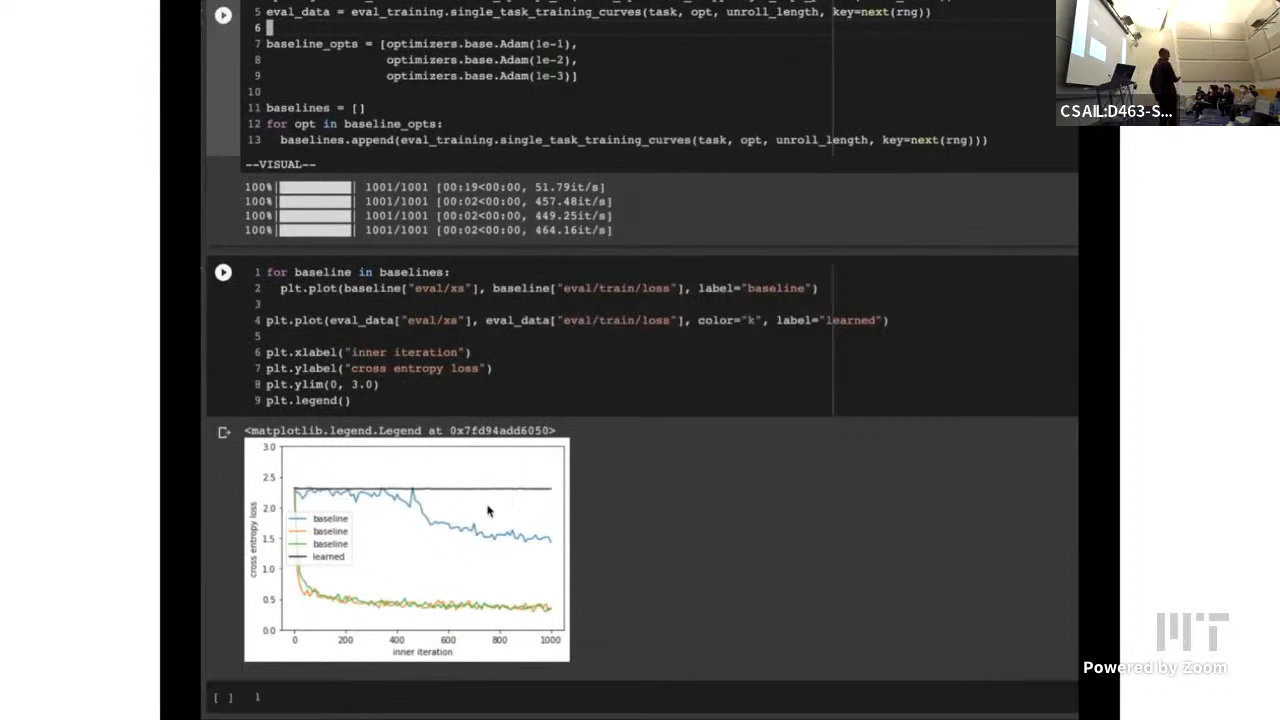 5 eval_data = eval_training.single_task_training_curves(task, opt, unroll_length, key=next(rng))
6
7 baseline_opts = [optimizers.base.Adam(1e-1),
8 optimizers.base.Adam(1e-2),
9 optimizers.base.Adam(1e-3)]
10
11 baselines = []
12 for opt in baseline_opts:
13 baselines.append(eval_training.single_task_training_curves(task, opt, unroll_length, key=next(rng)))
--VISUAL--
100%| | 1001/1001 [00:19<00:00, 51.79it/s]
100%| | 1001/1001 [00:02<00:00, 457.48it/s]
100%| | 1001/1001 [00:02<00:00, 449.25it/s]
100%| | 1001/1001 [00:02<00:00, 464.16it/s]
1 for baseline in baselines:
2 plt.plot(baseline["eval/xs"], baseline["eval/train/loss"], label="baseline")
3
4 plt.plot(eval_data["eval/xs"], eval_data["eval/train/loss"], color="k", label="learned")
5
6 plt.xlabel("inner iteration")
7 plt.ylabel("cross entropy loss")
8 plt.ylim(0, 3.0)
9 plt.legend()
<matplotlib.legend.Legend at 0x7fd94add6050>
3.0
2.5
2.0
1.5
1.0
0.5
0.0
cross entropy loss
baseline
baseline
baseline
learned
0 200 400 600 800 1000
inner iteration
[ ] 1
CSAIL:D463-S...
MIT
Powered by Zoom